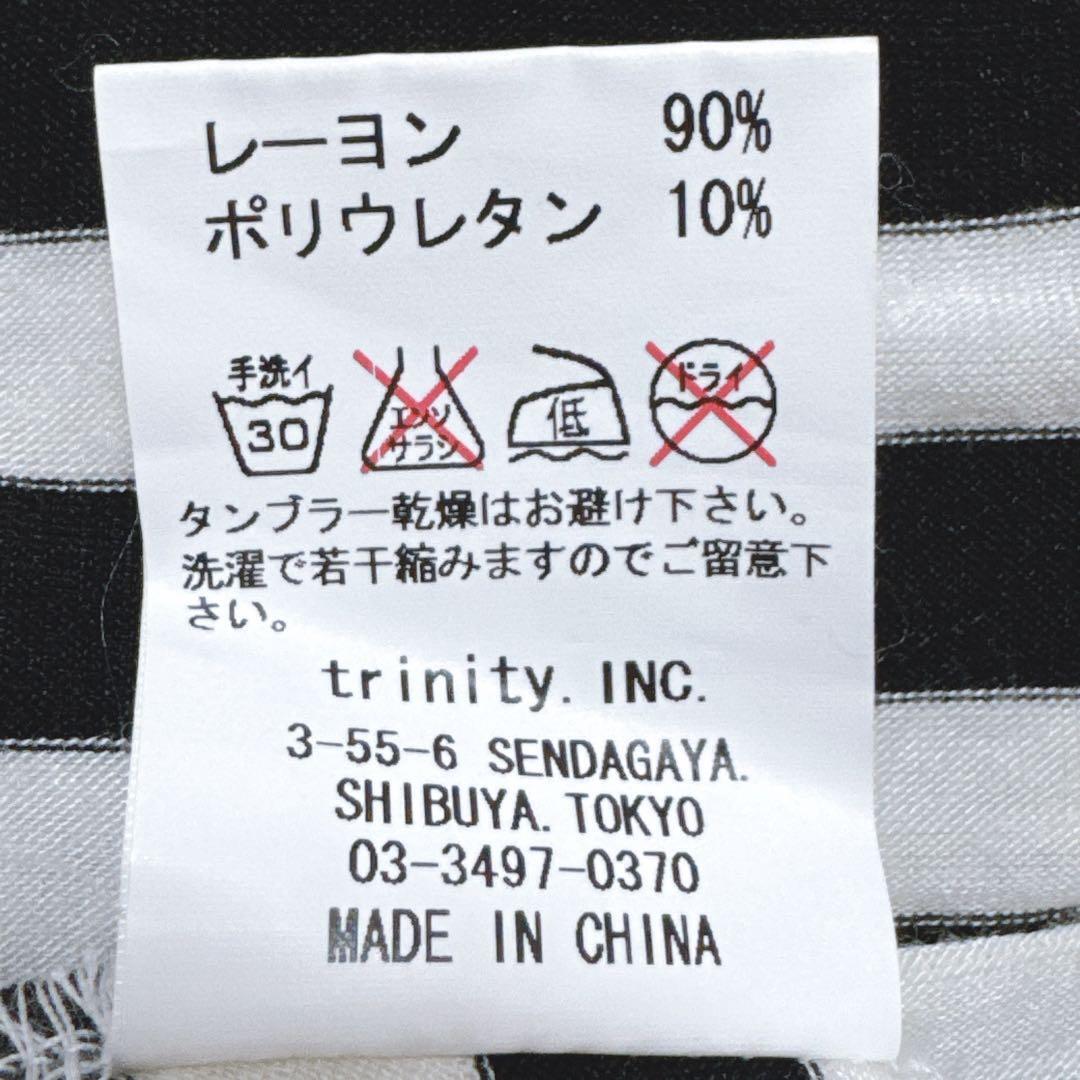 レーヨン 90%
ポリウレタン 10%
手洗イ
30
エンソ
サラシ
低
ドライ
タンブラー乾燥はお避け下さい。
洗濯で若干縮みますのでご留意下
さい。
trinity. INC.
3-55-6 SENDAGAYA.
SHIBUYA. TOKYO
03-3497-0370
MADE IN CHINA